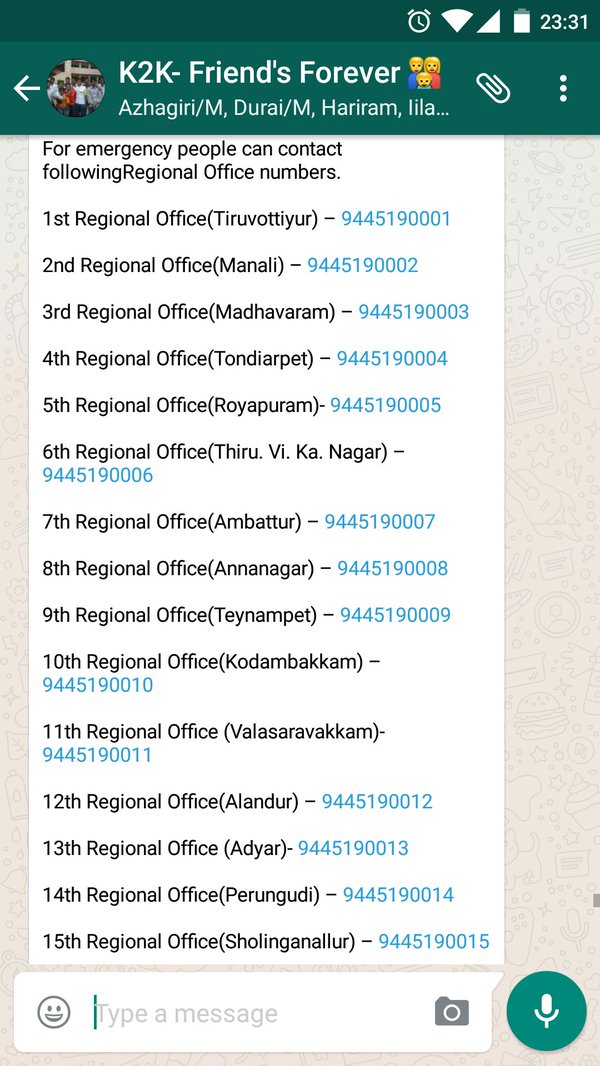 23:31
K2K- Friend's Forever 👨‍👩‍👦
Azhagiri/M, Durai/M, Hariram, Iila...
For emergency people can contact
followingRegional Office numbers.
1st Regional Office(Tiruvottiyur) – 9445190001
2nd Regional Office(Manali) – 9445190002
3rd Regional Office(Madhavaram) – 9445190003
4th Regional Office(Tondiarpet) – 9445190004
5th Regional Office(Royapuram)- 9445190005
6th Regional Office(Thiru. Vi. Ka. Nagar) –
9445190006
7th Regional Office(Ambattur) – 9445190007
8th Regional Office(Annanagar) – 9445190008
9th Regional Office(Teynampet) – 9445190009
10th Regional Office(Kodambakkam) –
9445190010
11th Regional Office (Valasaravakkam)-
9445190011
12th Regional Office(Alandur) – 9445190012
13th Regional Office (Adyar)- 9445190013
14th Regional Office(Perungudi) – 9445190014
15th Regional Office(Sholinganallur) – 9445190015
Type a message